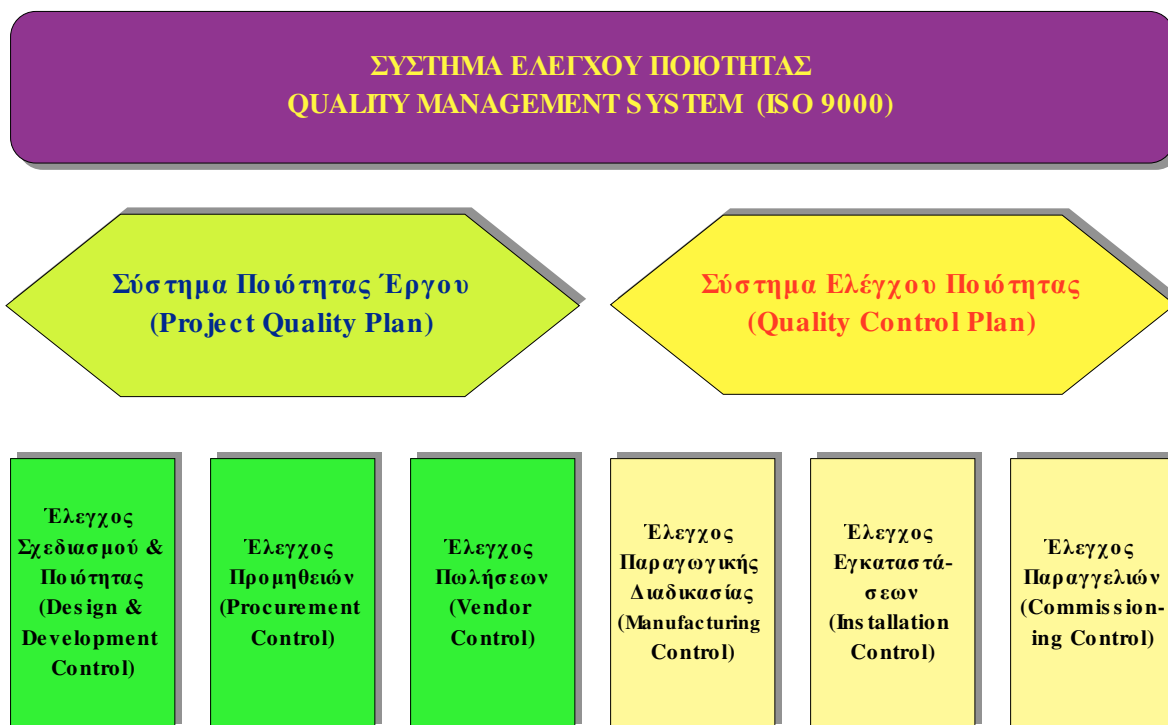 ΣΥΣΤΗΜΑ ΕΛΕΓΧΟΥ ΠΟΙΟΤΗΤΑΣ
QUALITY MANAGEMENT SYSTEM (ISO 9000)
Σύστημα Ποιότητας Έργου
(Project Quality Plan)
Σύστημα Ελέγχου Ποιότητας
(Quality Control Plan)
Έλεγχος
Σχεδιασμού &
Ποιότητας
(Design &
Development
Control)
Έλεγχος
Προμηθειών
(Procurement
Control)
Έλεγχος
Πωλήσεων
(Vendor
Control)
Έλεγχος
Παραγωγικής
Διαδικασίας
(Manufacturing
Control)
Έλεγχος
Εγκαταστά-
σεων
(Installation
Control)
Έλεγχος
Παραγγελιών
(Commission-
ing Control)